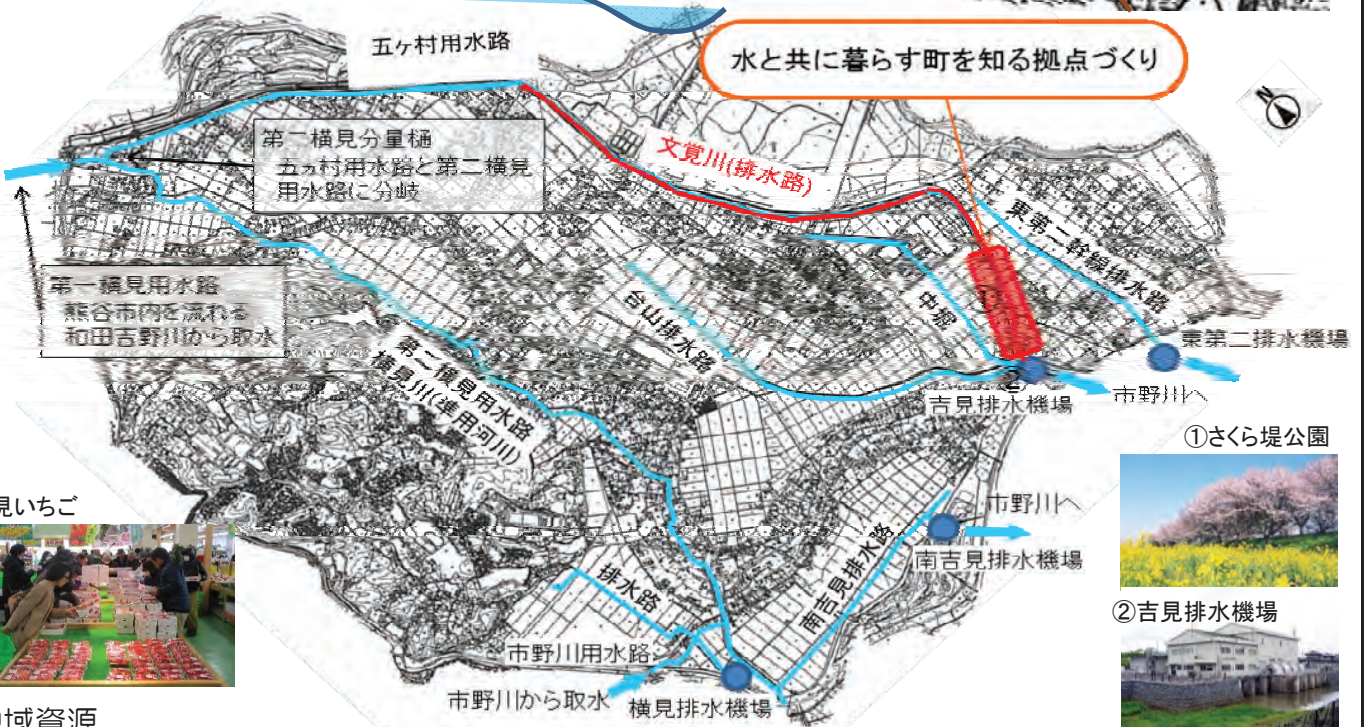 五ヶ村用水路
水と共に暮らす町を知る拠点づくり
N
第二横見分量樋
五ヵ村用水路と第二横見
用水路に分岐
文覚川(排水路)
東第一幹線排水路
第一横見用水路
熊谷市内を流れる
和田吉野川から取水
台山排水路
中堀
第二横見用水路
横見川(準用河川)
東第二排水機場
市野川へ
吉見排水機場
①さくら堤公園
見いちご
市野川へ
南吉見排水機場
南吉見排水路
排水路
②吉見排水機場
市野川用水路
市野川から取水
横見排水機場
域資源